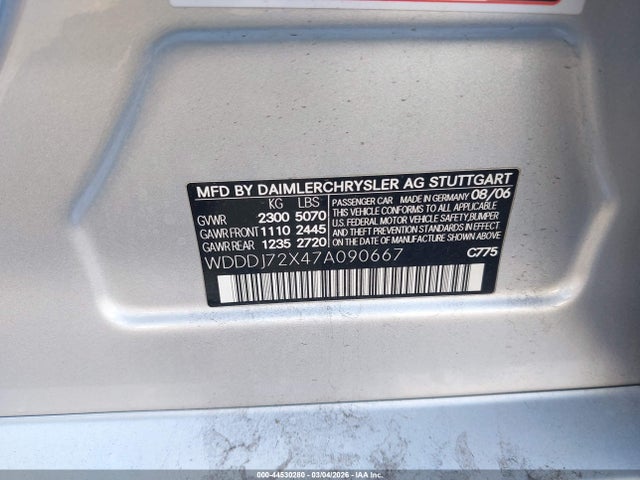 MFD BY DAIMLERCHRYSLER AG STUTTGART
KG LBS
GVWR 2300 5070
GAWR FRONT 1110 2445
GAWR REAR 1235 2720
PASSENGER CAR MADE IN GERMANY 08/06
THIS VEHICLE CONFORMS TO ALL APPLICABLE
U.S. FEDERAL MOTOR VEHICLE SAFETY, BUMPER
AND THEFT PREVENTION STANDARDS IN EFFECT
ON THE DATE OF MANUFACTURE SHOWN ABOVE
WDDDJ72X47A090667
C775
000-44530260 - 03/04/2026 - IAA Inc.